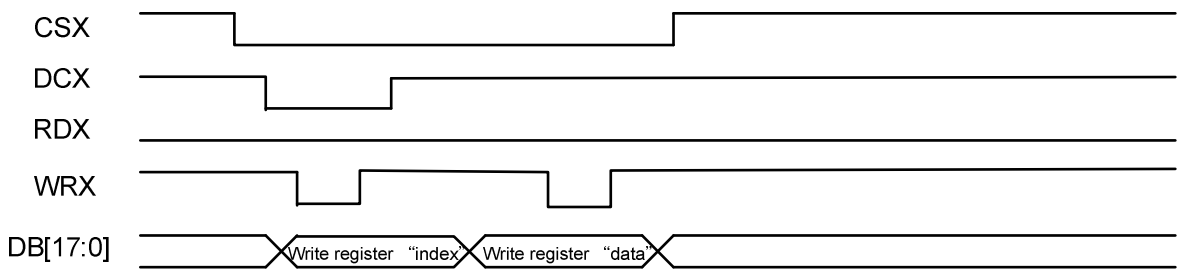 CSX
DCX
RDX
WRX
DB[17:0] Write register “index” Write register “data”